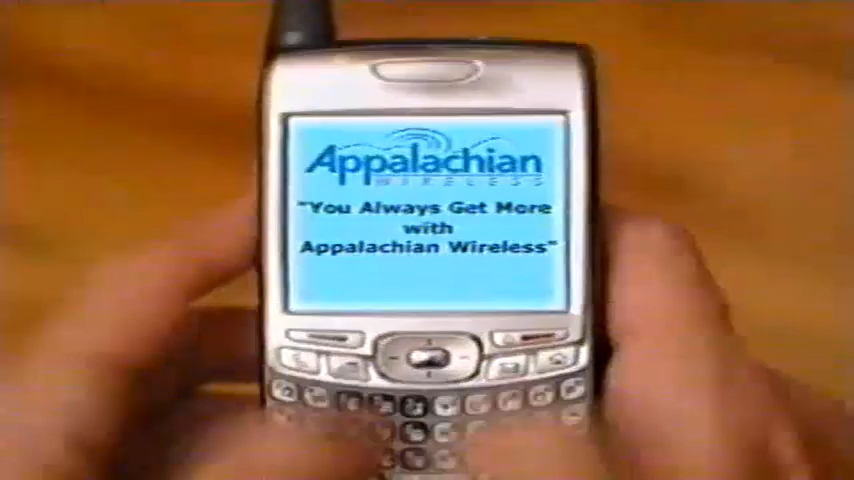 Appalachian
WIRELESS
"You Always Get More
with
Appalachian Wireless"